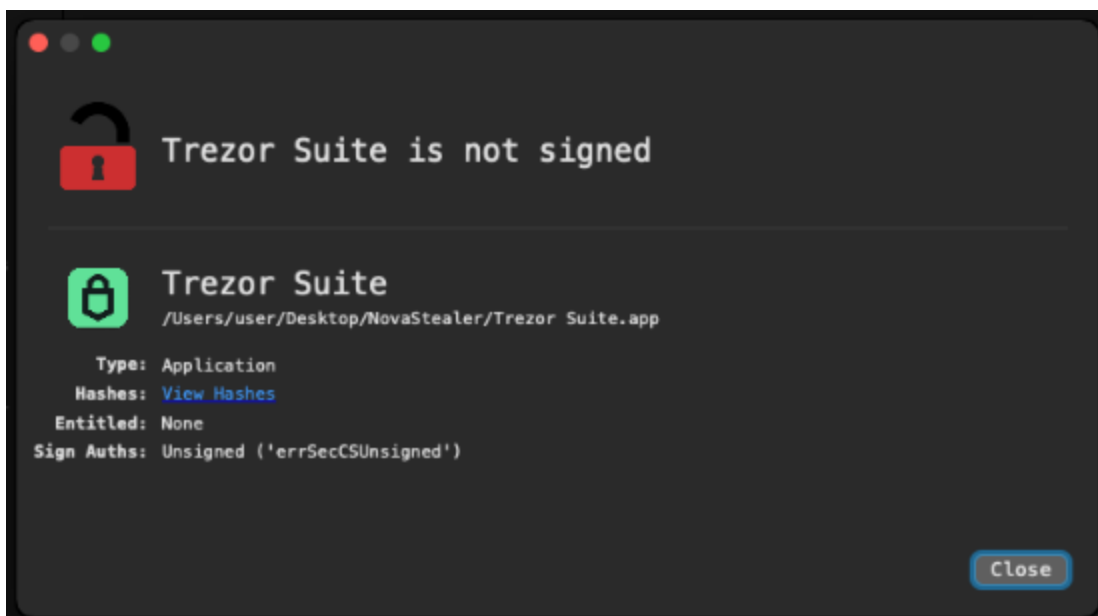 Trezor Suite is not signed
Trezor Suite
/Users/user/Desktop/NovaStealer/Trezor Suite.app
Type: Application
Hashes: View Hashes
Entitled: None
Sign Auths: Unsigned ('errSecCSUnsigned')
Close